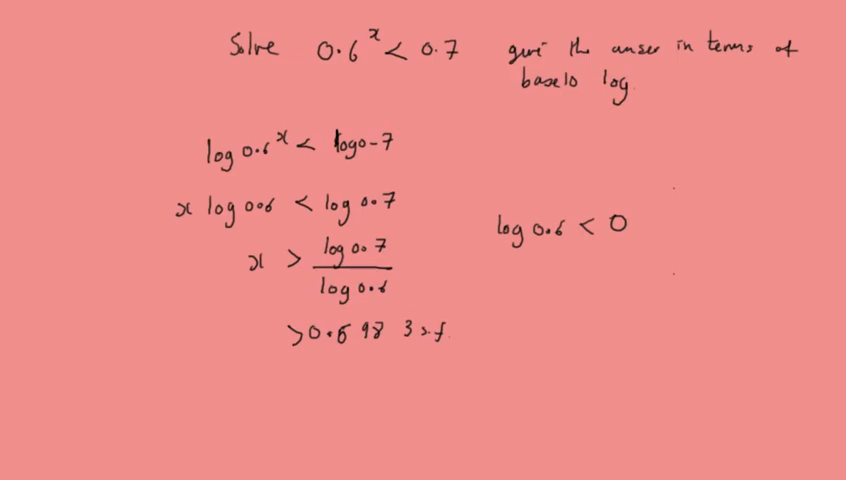 Solve 0.6^x < 0.7 give the anser in terms of
base10 log.
log 0.6^x < log 0.7
x log 0.6 < log 0.7
log 0.6 < 0
x > log 0.7 / log 0.6
> 0.698 3 s.f.